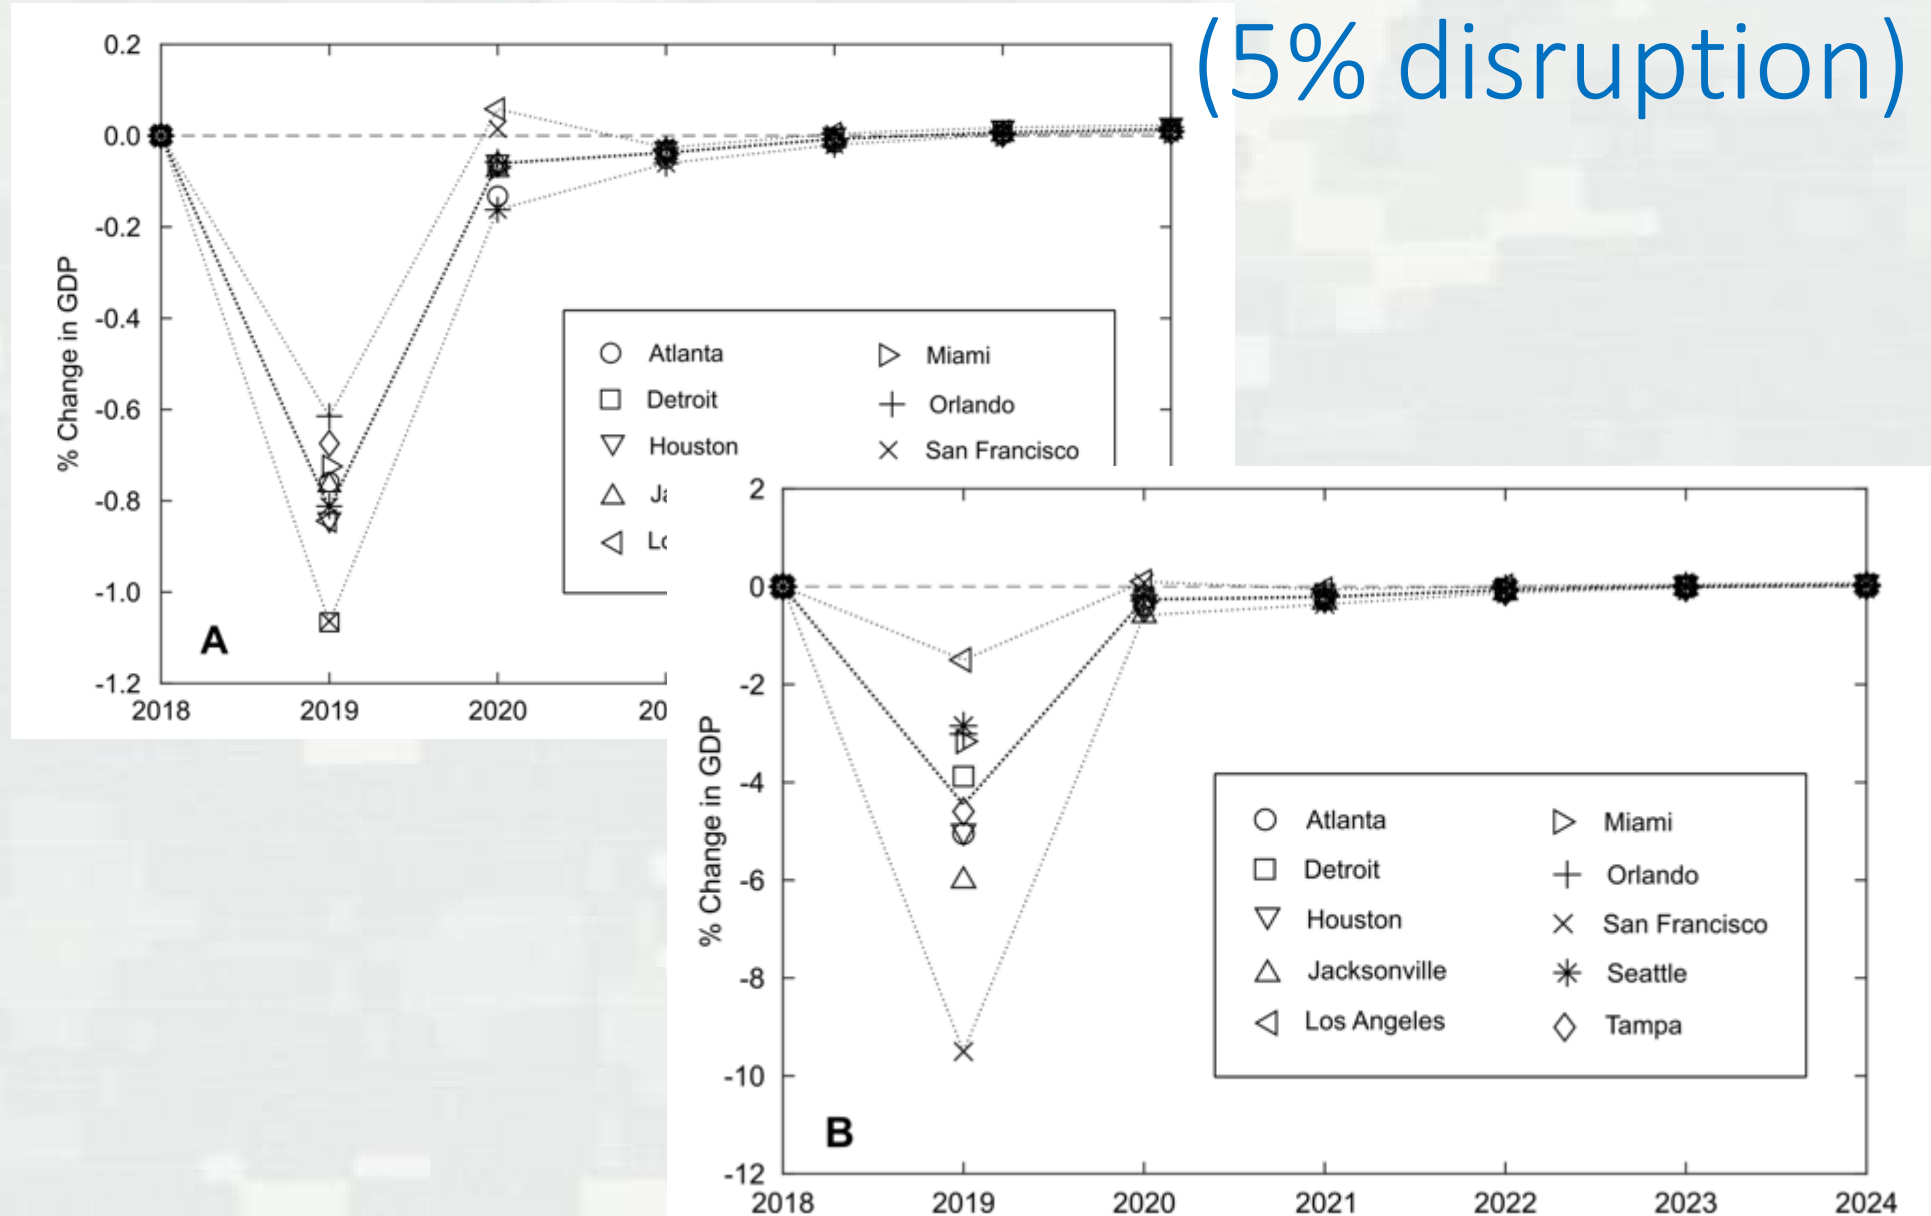 (5% disruption)
0.2
0.0
-0.2
-0.4
-0.6
-0.8
-1.0
-1.2
% Change in GDP
Atlanta Miami
Detroit Orlando
Houston San Francisco
A
2018 2019 2020
2
0
-2
-4
-6
-8
-10
-12
% Change in GDP
Atlanta Miami
Detroit Orlando
Houston San Francisco
Jacksonville Seattle
Los Angeles Tampa
B
2018 2019 2020 2021 2022 2023 2024